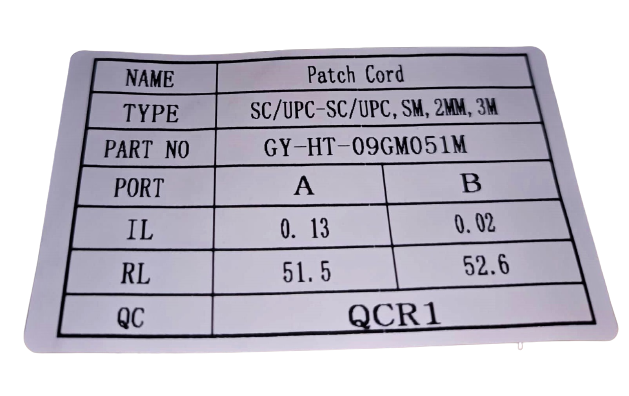 NAME Patch Cord
TYPE SC/UPC-SC/UPC, SM, 2MM, 3M
PART NO GY-HT-09GM051M
PORT A B
IL 0. 13 0.02
RL 51.5 52.6
QC QCR1